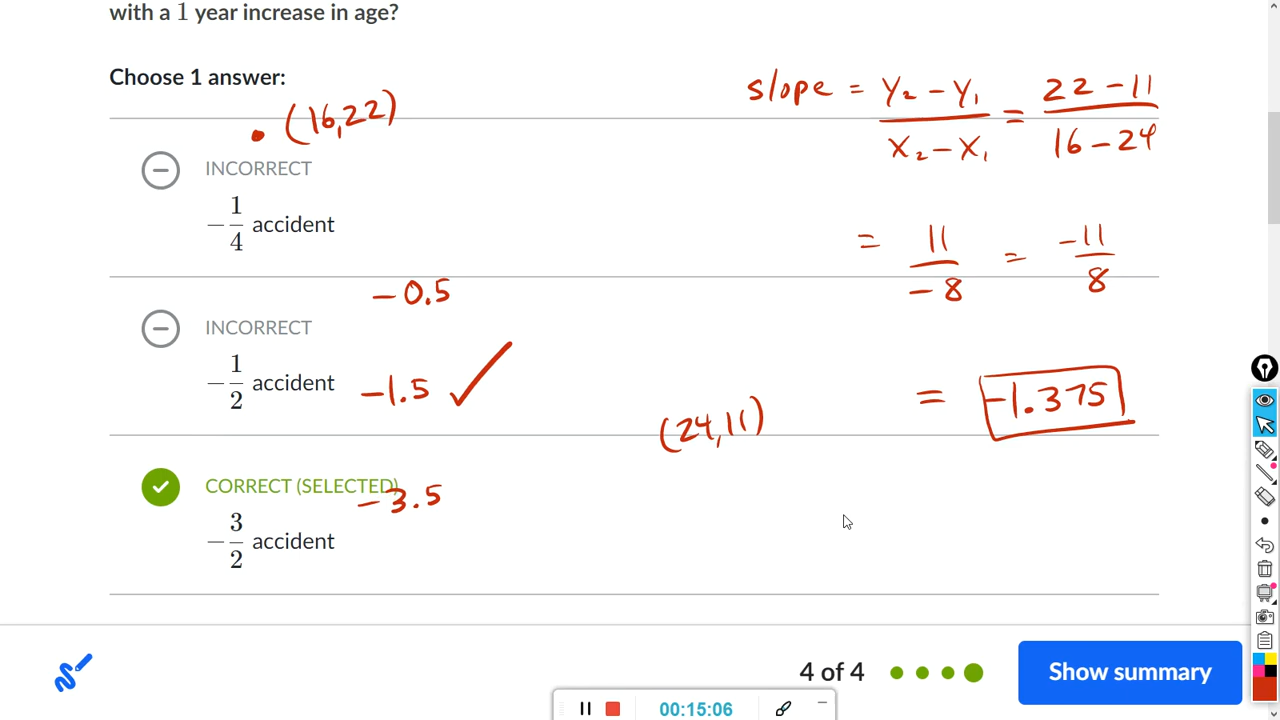 with a 1 year increase in age?
Choose 1 answer:
slope = Y₂ - Y₁ / X₂ - X₁ = 22 - 11 / 16 - 24
(16,22)
INCORRECT
-1/4 accident
= 11/-8 = -11/8
-0.5
INCORRECT
-1/2 accident
-1.5 ✓
= -1.375
(24,11)
CORRECT (SELECTED)
-3.5
-3/2 accident
4 of 4
Show summary
00:15:06